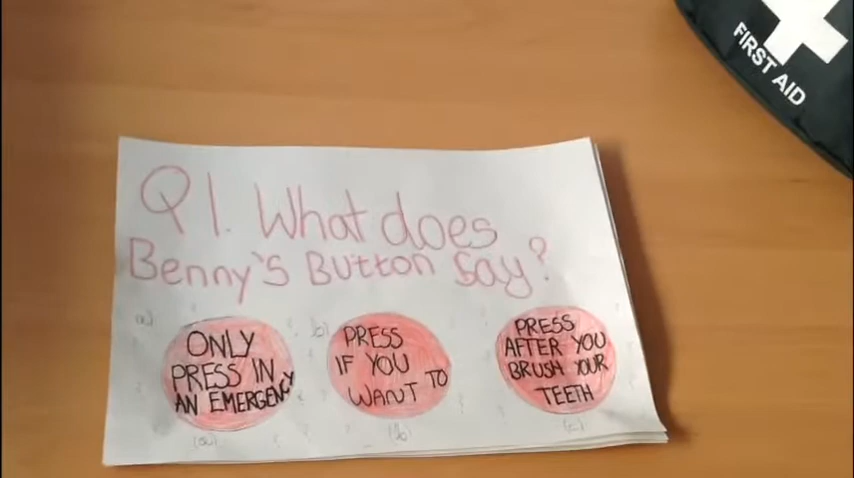 FIRST AID
Q1. What does
Benny's Button Say?
a)
ONLY
PRESS IN
AN EMERGENCY
b)
PRESS
IF YOU
WANT TO
PRESS
AFTER YOU
BRUSH YOUR
TEETH
(a)
(b)
(c)